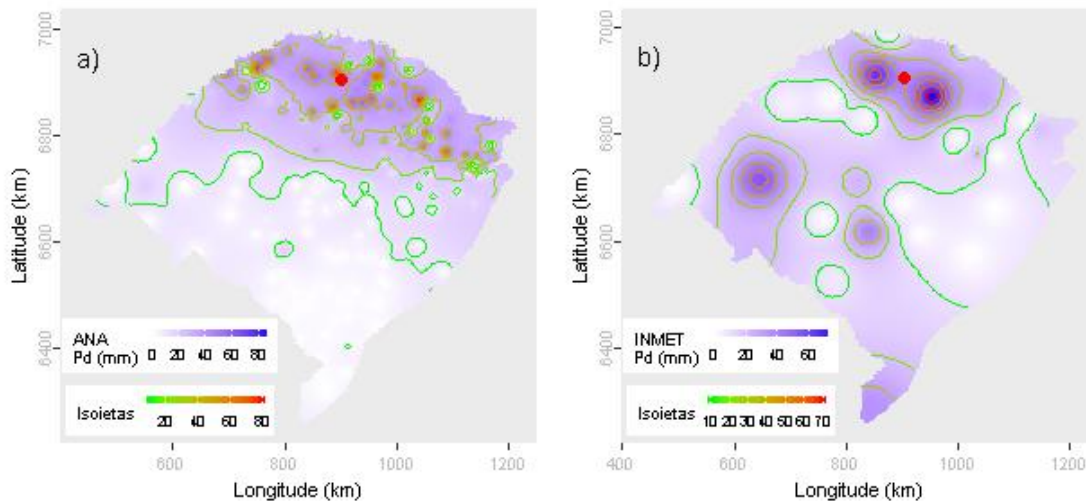 a)
Latitude (km)
7000
6800
6600
6400
ANA
Pd (mm) 0 20 40 60 80
Isoietas 20 40 60 80
600 800 1000 1200
Longitude (km)
b)
Latitude (km)
7000
6800
6600
6400
INMET
Pd (mm) 0 20 40 60
Isoietas 10 20 30 40 50 60 70
400 600 800 1000 1200
Longitude (km)